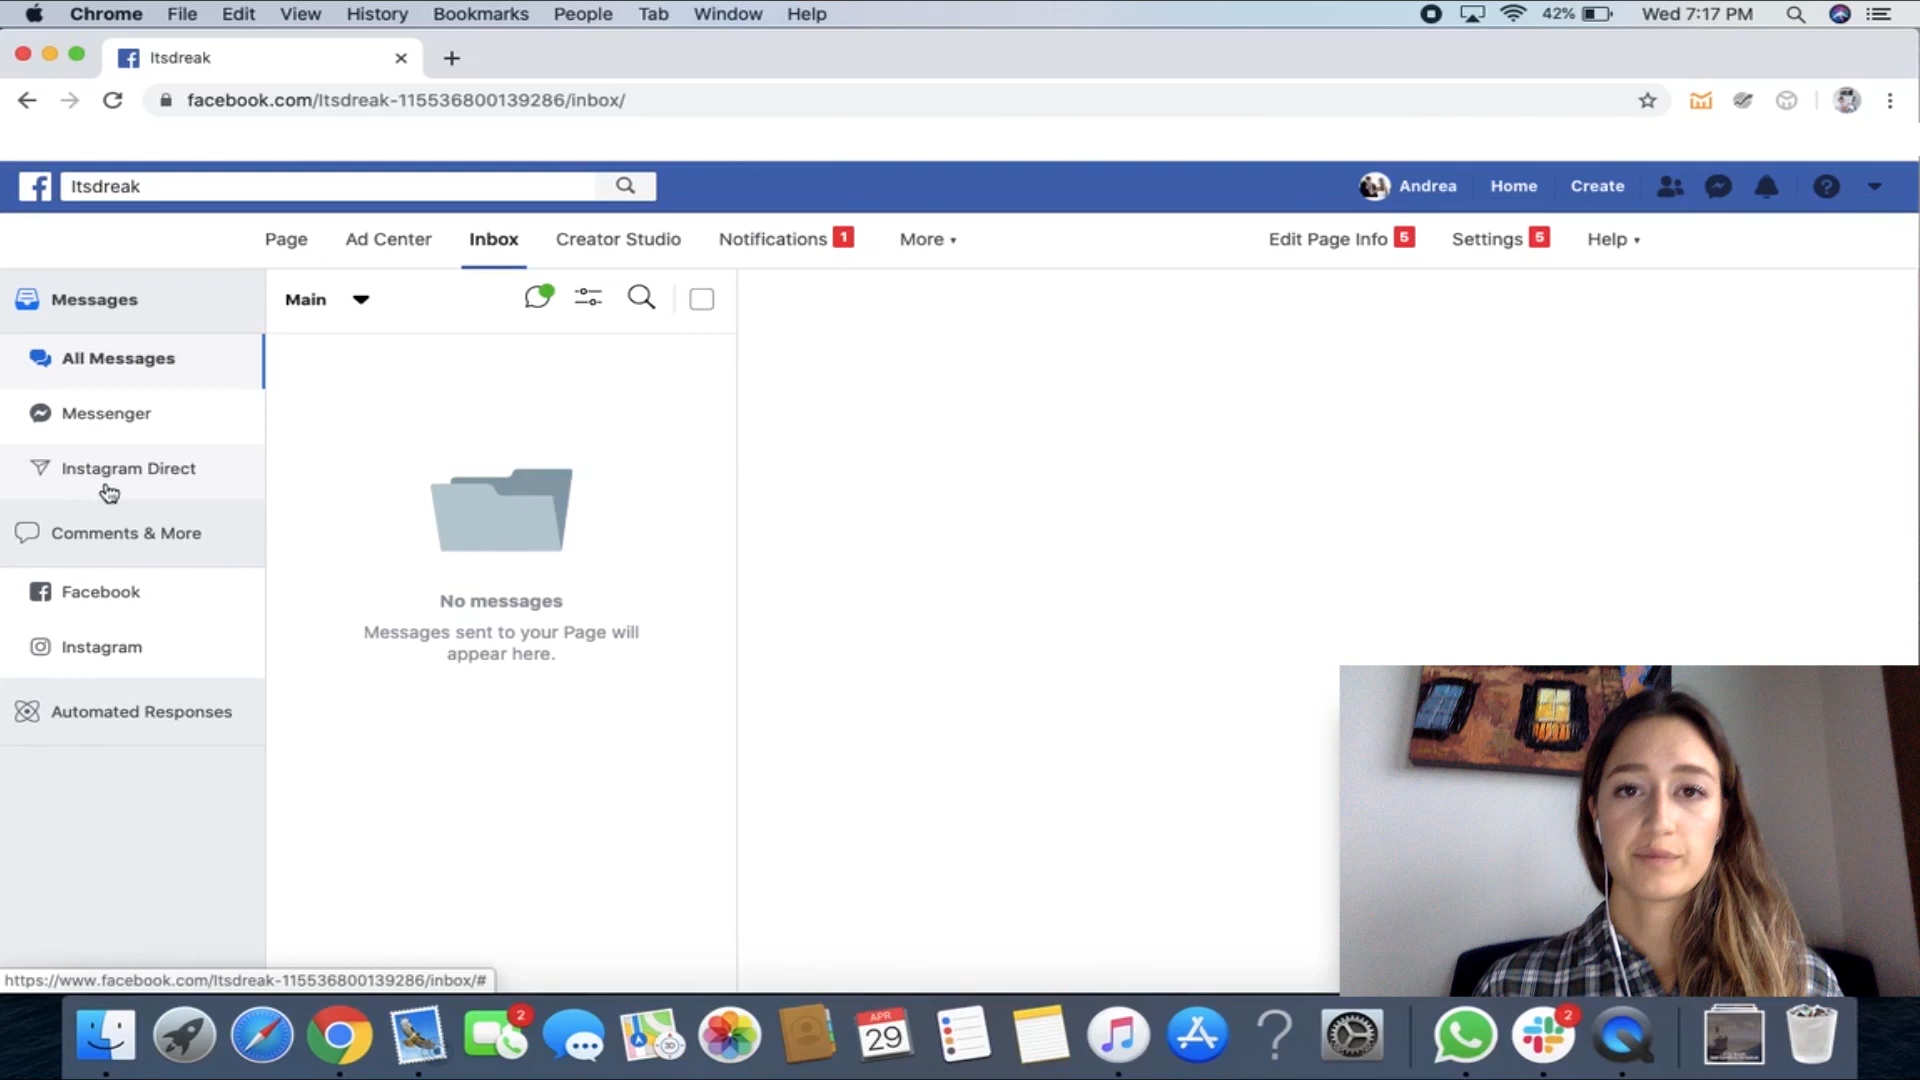 Chrome File Edit View History Bookmarks People Tab Window Help 42% Wed 7:17 PM
Itsdreak
facebook.com/Itsdreak-115536800139286/inbox/
Itsdreak Andrea Home Create
Page Ad Center Inbox Creator Studio Notifications 1 More Edit Page Info 5 Settings 5 Help
Messages
Main
All Messages
Messenger
Instagram Direct
Comments & More
Facebook
Instagram
Automated Responses
No messages
Messages sent to your Page will
appear here.
https://www.facebook.com/Itsdreak-115536800139286/inbox/#
2
APR
29
3D
2